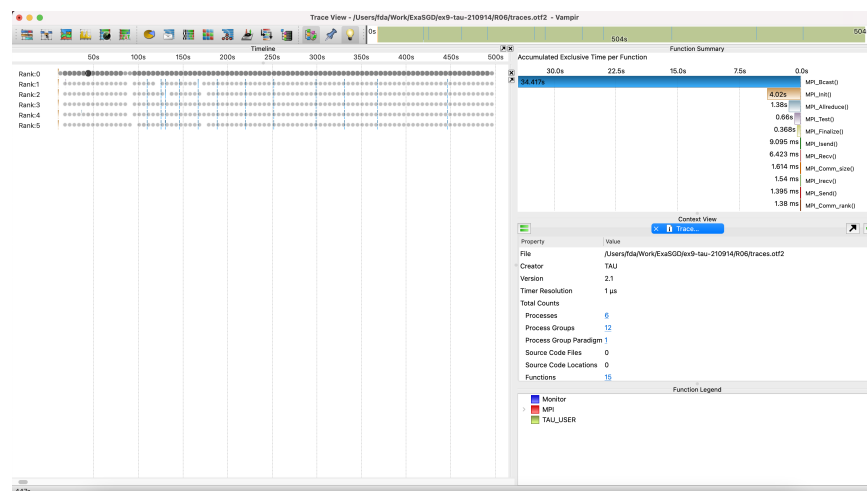 Trace View - /Users/fda/Work/ExaSGD/ex9-tau-210914/R06/traces.otf2 - Vampir
0s
504s
504
Timeline
50s 100s 150s 200s 250s 300s 350s 400s 450s 500s
Rank:0
Rank:1
Rank:2
Rank:3
Rank:4
Rank:5
Function Summary
Accumulated Exclusive Time per Function
30.0s 22.5s 15.0s 7.5s 0.0s
34.417s MPI_Bcast()
4.02s MPI_Init()
1.38s MPI_Allreduce()
0.66s MPI_Test()
0.368s MPI_Finalize()
9.095 ms MPI_Isend()
6.423 ms MPI_Recv()
1.614 ms MPI_Comm_size()
1.54 ms MPI_Irecv()
1.395 ms MPI_Send()
1.38 ms MPI_Comm_rank()
Context View
Trace...
Property Value
File /Users/fda/Work/ExaSGD/ex9-tau-210914/R06/traces.otf2
Creator TAU
Version 2.1
Timer Resolution 1 µs
Total Counts
Processes 6
Process Groups 12
Process Group Paradigm 1
Source Code Files 0
Source Code Locations 0
Functions 15
Function Legend
Monitor
MPI
TAU_USER